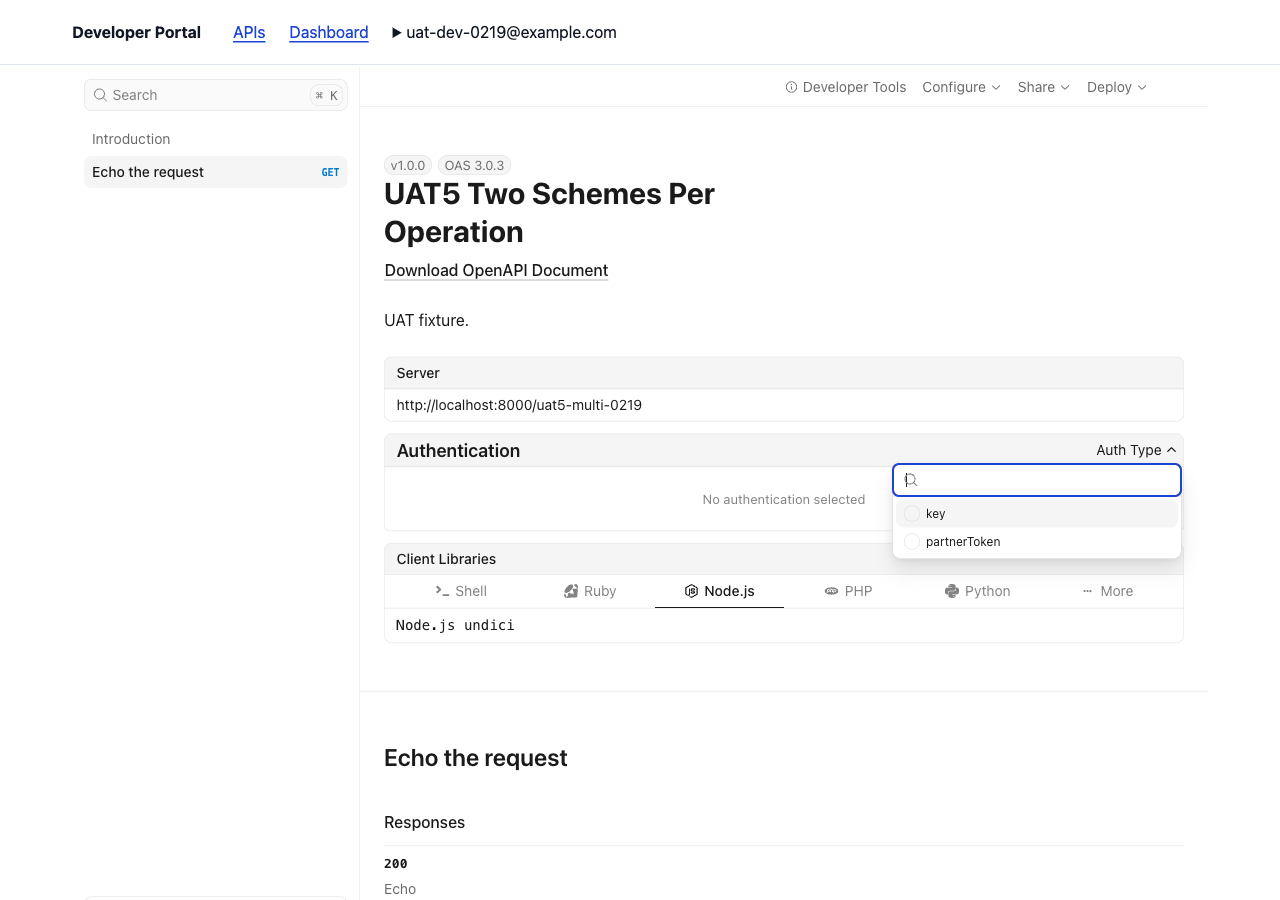 Developer Portal
APIs
Dashboard
▶ uat-dev-0219@example.com
Search
⌘ K
Developer Tools
Configure
Share
Deploy
Introduction
Echo the request
GET
v1.0.0
OAS 3.0.3
UAT5 Two Schemes Per
Operation
Download OpenAPI Document
UAT fixture.
Server
http://localhost:8000/uat5-multi-0219
Authentication
Auth Type
No authentication selected
key
partnerToken
Client Libraries
Shell
Ruby
Node.js
PHP
Python
More
Node.js undici
Echo the request
Responses
200
Echo